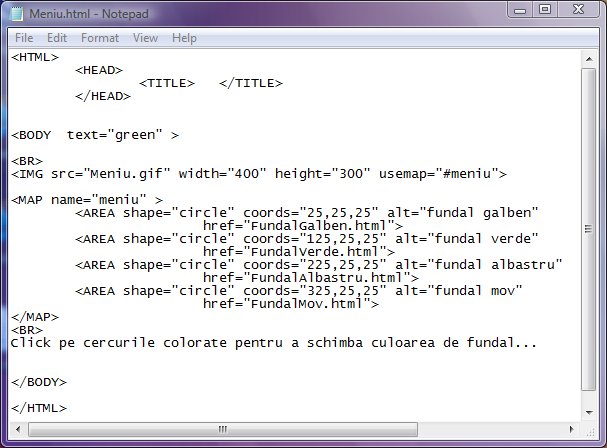 Meniu.html - Notepad
File Edit Format View Help
<HTML>
<HEAD>
<TITLE> </TITLE>
</HEAD>
<BODY text="green" >
<BR>
<IMG src="Meniu.gif" width="400" height="300" usemap="#meniu">
<MAP name="meniu" >
<AREA shape="circle" coords="25,25,25" alt="fundal galben"
href="FundalGalben.html">
<AREA shape="circle" coords="125,25,25" alt="fundal verde"
href="FundalVerde.html">
<AREA shape="circle" coords="225,25,25" alt="fundal albastru"
href="FundalAlbastru.html">
<AREA shape="circle" coords="325,25,25" alt="fundal mov"
href="FundalMov.html">
</MAP>
<BR>
Click pe cercurile colorate pentru a schimba culoarea de fundal...
</BODY>
</HTML>